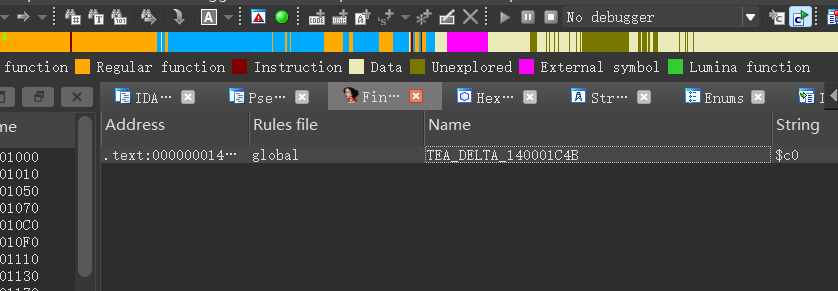 No debugger
function Regular function Instruction Data Unexplored External symbol Lumina function
IDA… Pse… Fin… Hex… Str… Enums
me Address Rules file Name String
01000 .text:000000014… global TEA_DELTA_140001C4B $c0
01010
01050
01070
010C0
010F0
01110
01130